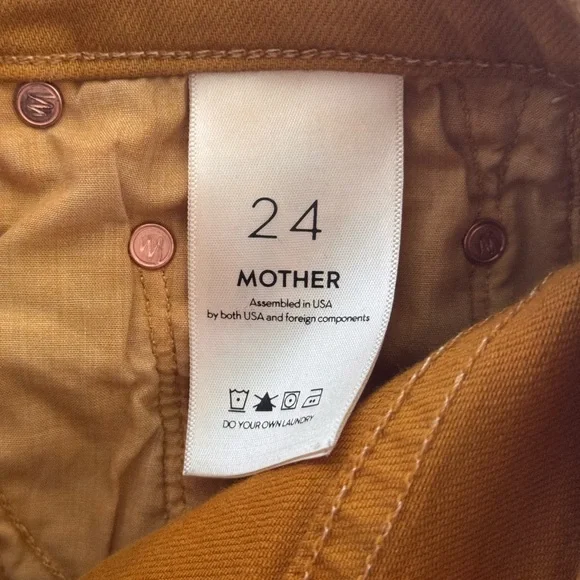 24
MOTHER
Assembled in USA
by both USA and foreign components
DO YOUR OWN LAUNDRY